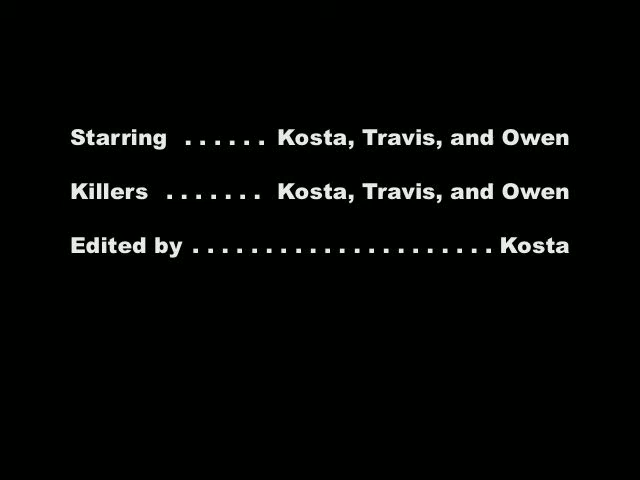 Starring ...... Kosta, Travis, and Owen
Killers ....... Kosta, Travis, and Owen
Edited by ..................... Kosta